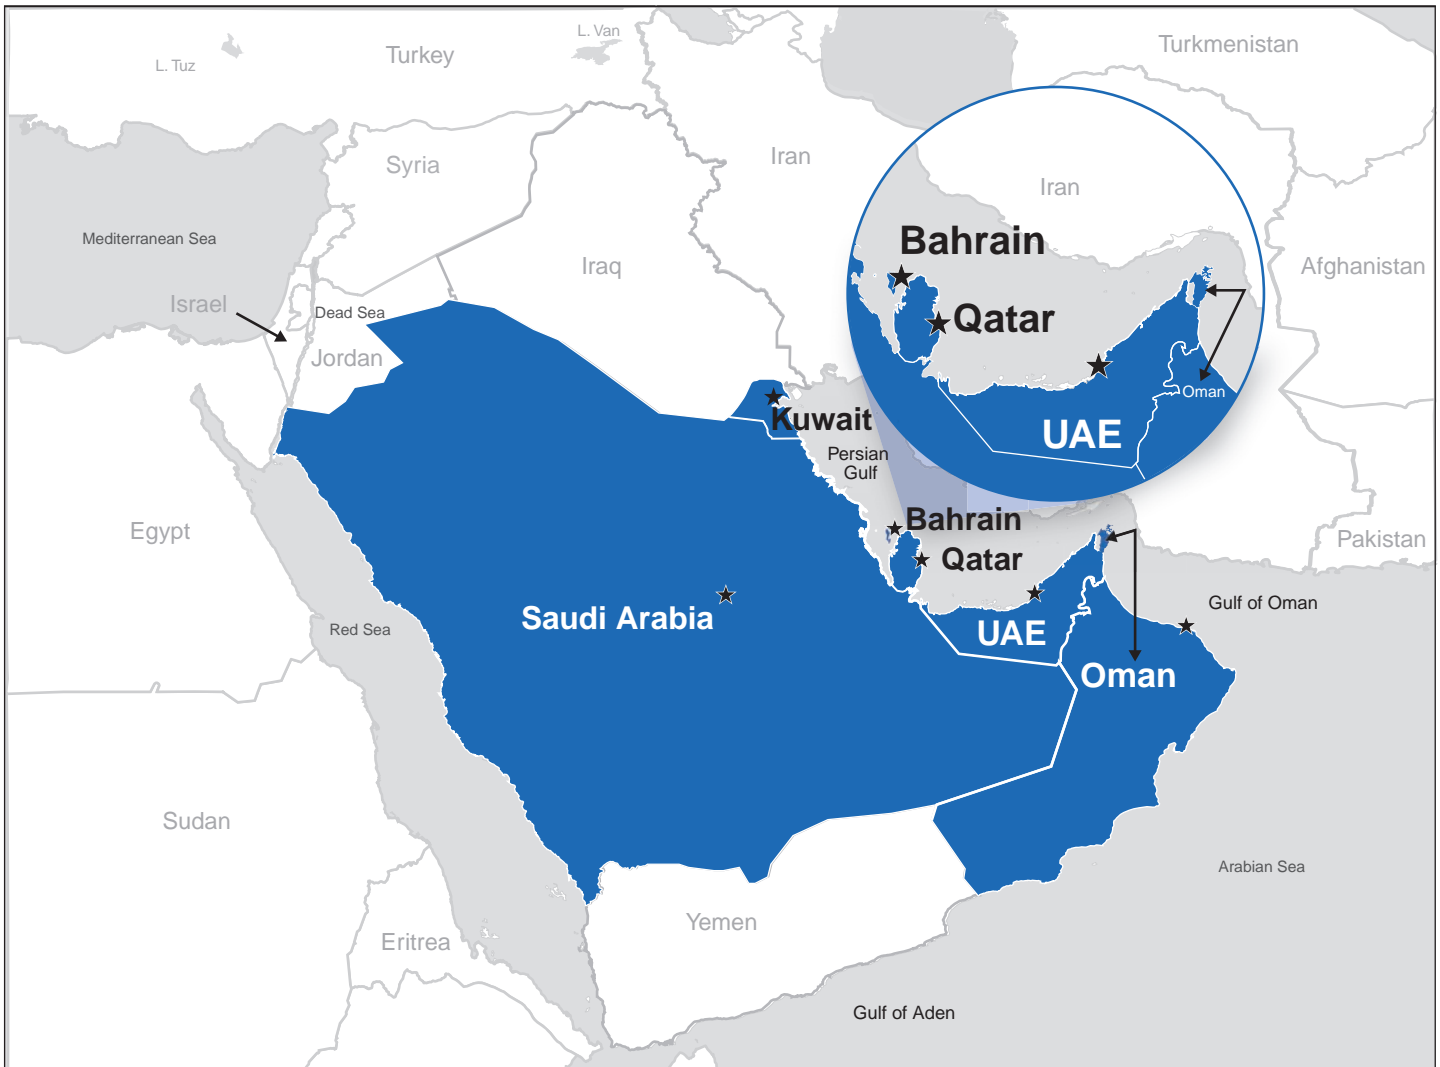 L. Van
Turkey
L. Tuz
Turkmenistan
Syria
Iran
Iran
Mediterranean Sea
Bahrain
Iraq
Afghanistan
Israel
Dead Sea
Qatar
Jordan
Oman
Kuwait
UAE
Persian
Gulf
Bahrain
Egypt
Qatar
Pakistan
Gulf of Oman
Saudi Arabia
Red Sea
UAE
Oman
Sudan
Arabian Sea
Yemen
Eritrea
Gulf of Aden